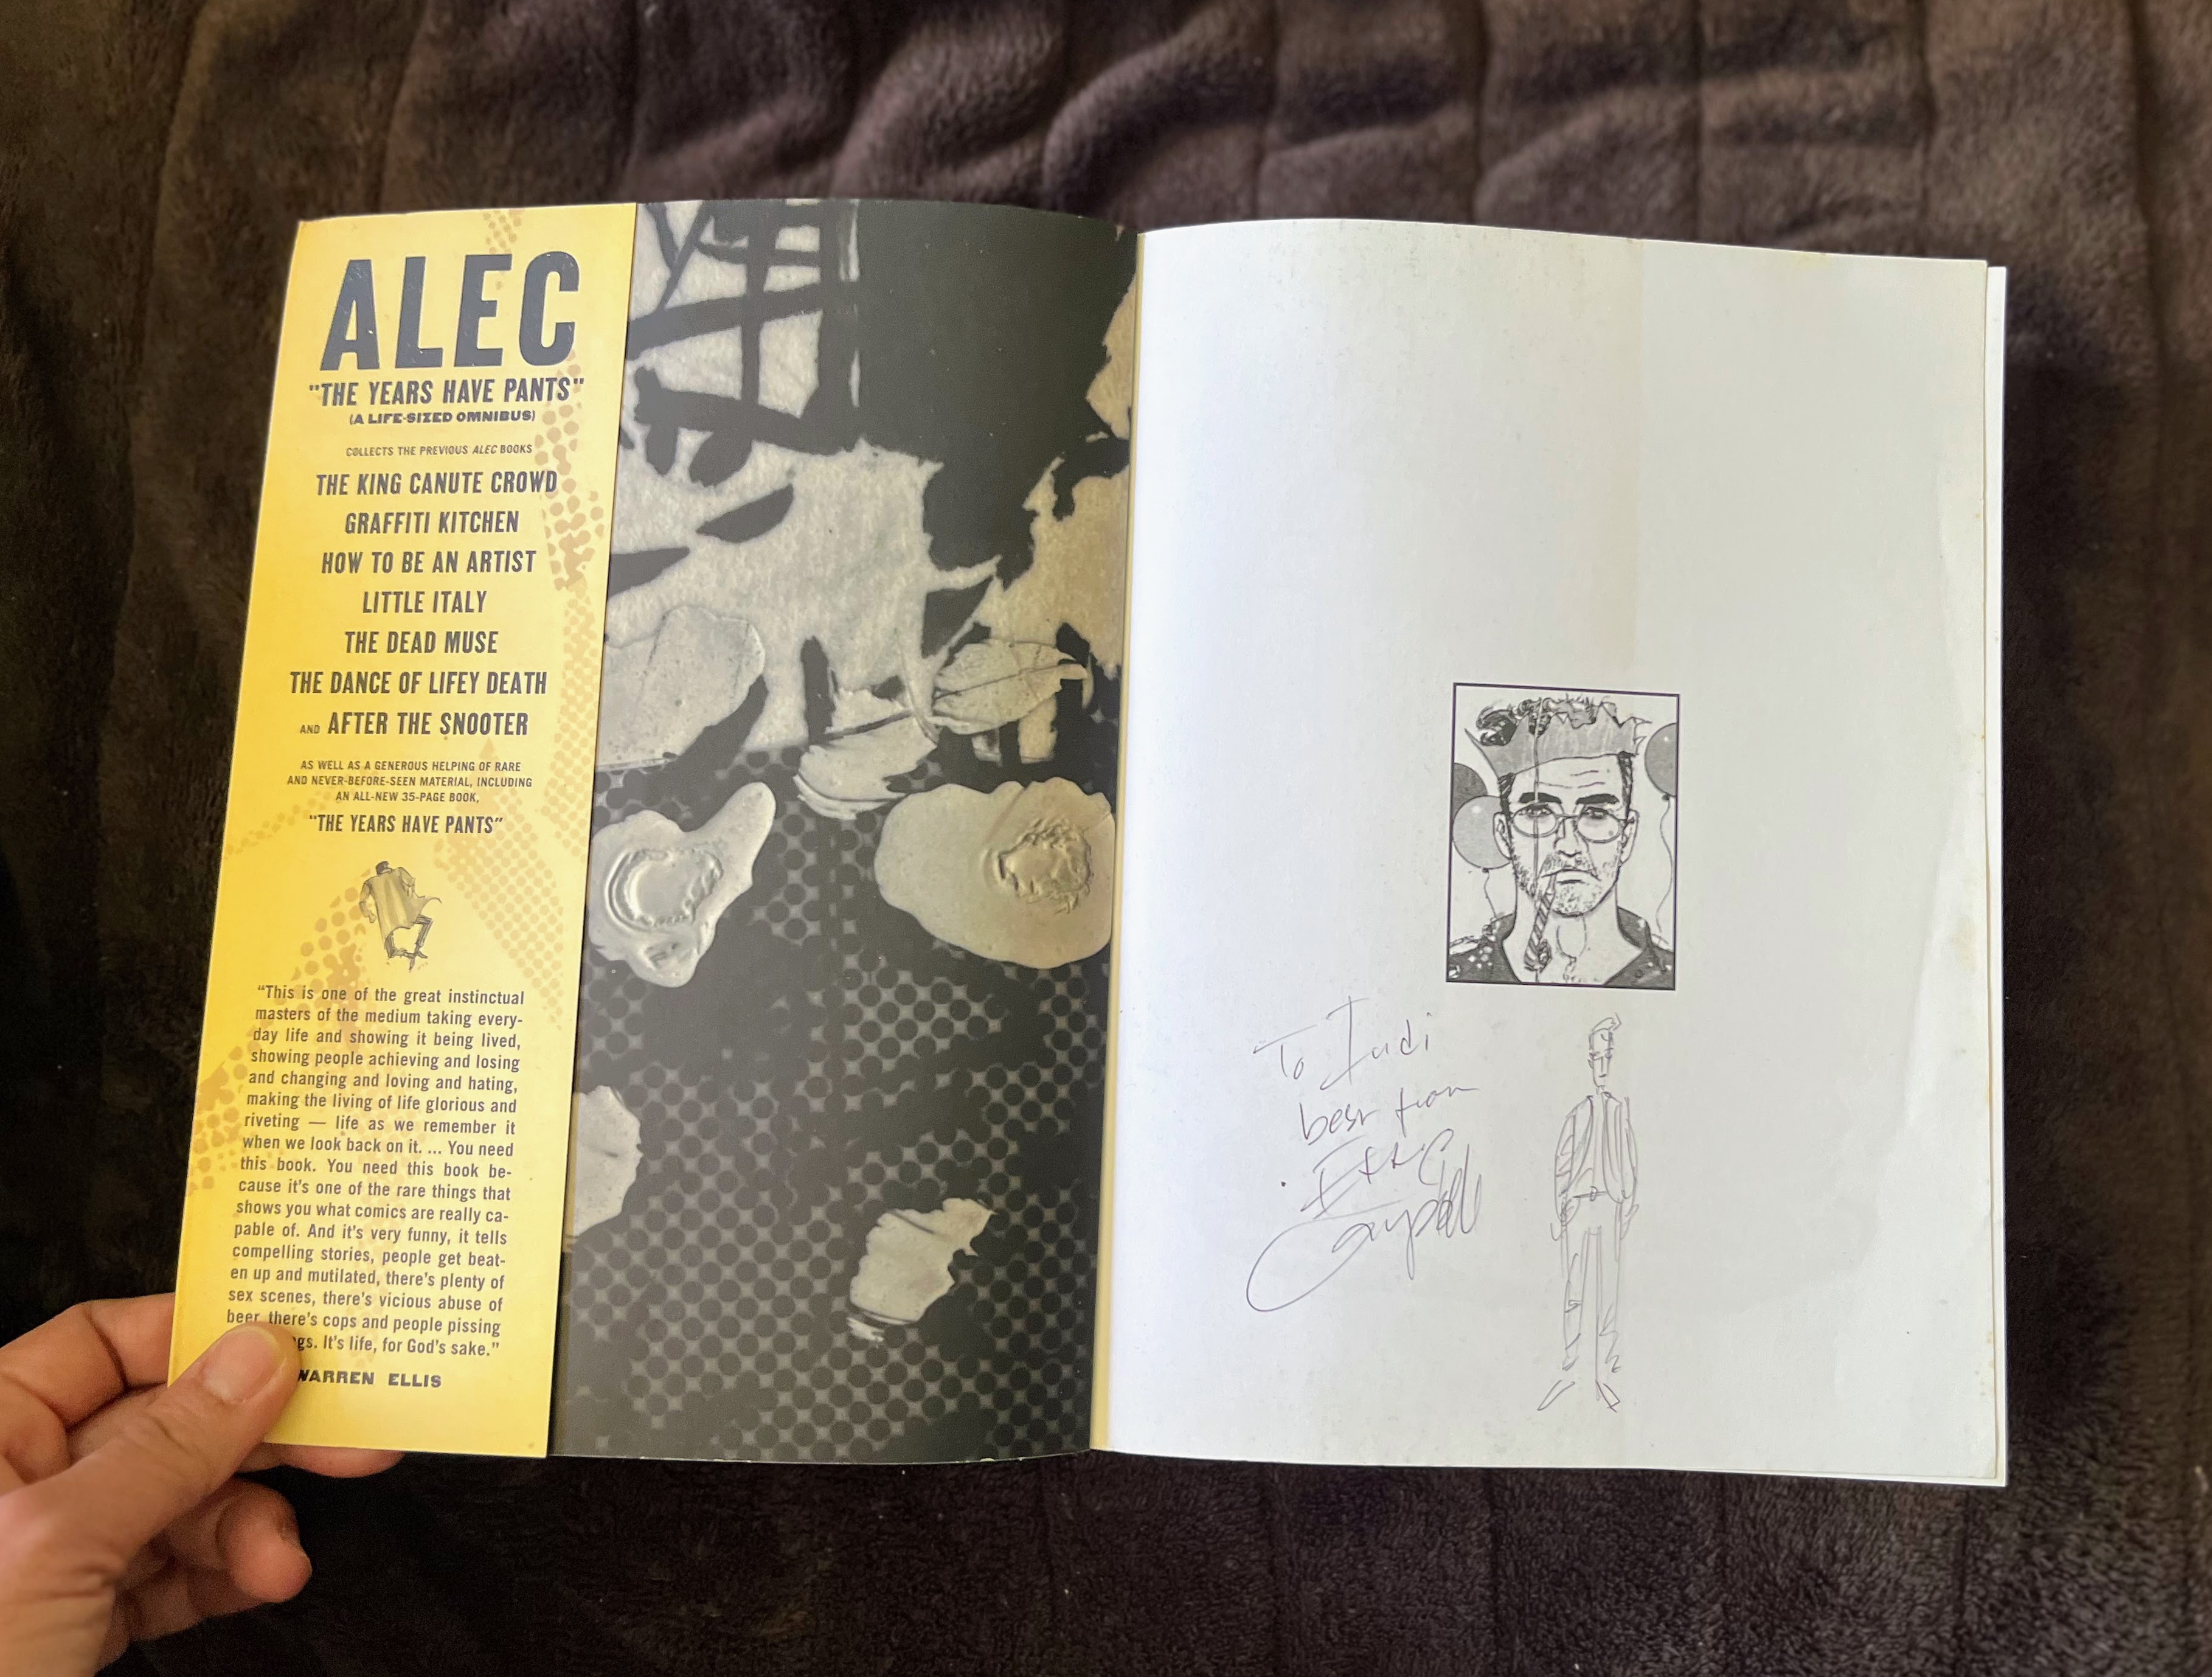 ALEC
"THE YEARS HAVE PANTS"
(A LIFE-SIZED OMNIBUS)
COLLECTS THE PREVIOUS ALEC BOOKS
THE KING CANUTE CROWD
GRAFFITI KITCHEN
HOW TO BE AN ARTIST
LITTLE ITALY
THE DEAD MUSE
THE DANCE OF LIFEY DEATH
AND AFTER THE SNOOTER
AS WELL AS A GENEROUS HELPING OF RARE
AND NEVER-BEFORE-SEEN MATERIAL, INCLUDING
AN ALL-NEW 35-PAGE BOOK,
"THE YEARS HAVE PANTS"
“This is one of the great instinctual
masters of the medium taking every-
day life and showing it being lived,
showing people achieving and losing
and changing and loving and hating,
making the living of life glorious and
riveting — life as we remember it
when we look back on it. ... You need
this book. You need this book be-
cause it's one of the rare things that
shows you what comics are really ca-
pable of. And it's very funny, it tells
compelling stories, people get beat-
en up and mutilated, there's plenty of
sex scenes, there's vicious abuse of
beer, there's cops and people pissing
It's life, for God's sake.”
WARREN ELLIS
To
best from
Campbell